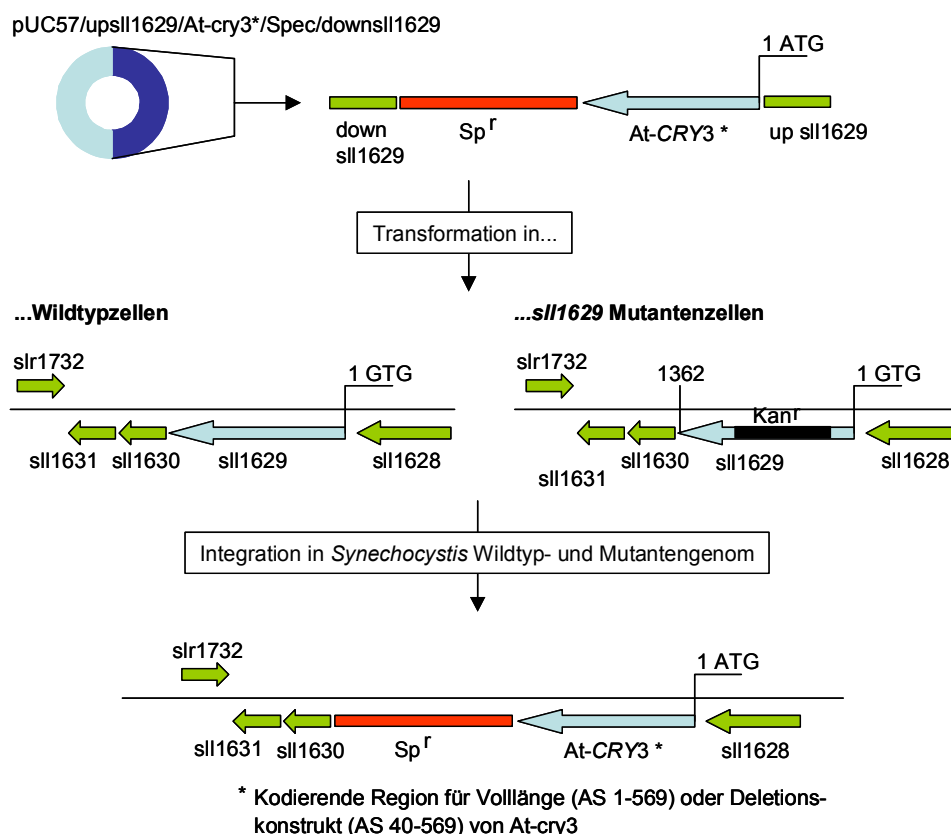 pUC57/upsll1629/At-cry3*/Spec/downsll1629
1 ATG
down
sll1629
Sp r
At-CRY3 *
up sll1629
Transformation in...
...Wildtypzellen
...sll1629 Mutantenzellen
slr1732
1 GTG
sll1631
sll1630
sll1629
sll1628
slr1732
1362
1 GTG
Kan r
sll1631
sll1630
sll1629
sll1628
Integration in Synechocystis Wildtyp- und Mutantengenom
slr1732
1 ATG
sll1631
sll1630
Sp r
At-CRY3 *
sll1628
* Kodierende Region für Volllänge (AS 1-569) oder Deletions-
konstrukt (AS 40-569) von At-cry3